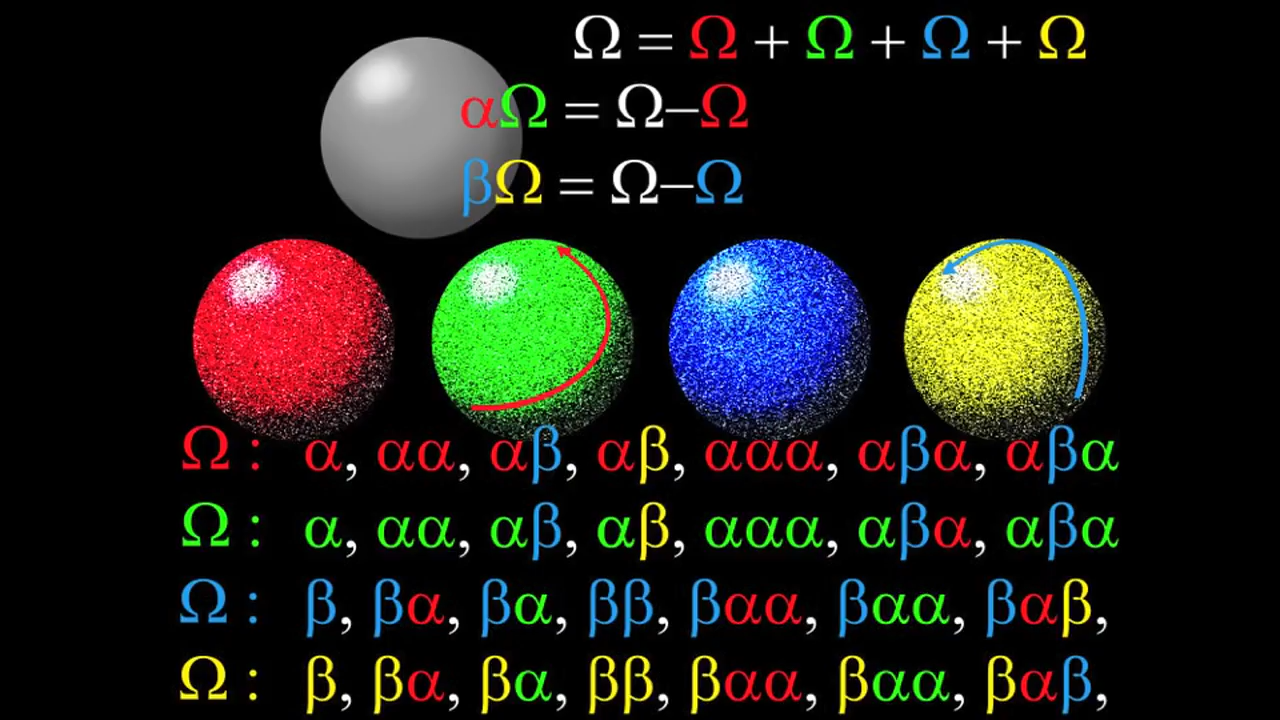 Ω = Ω + Ω + Ω + Ω
αΩ = Ω–Ω
βΩ = Ω–Ω
Ω : α, αα, αβ, αβ, ααα, αβα, αβα
Ω : α, αα, αβ, αβ, ααα, αβα, αβα
Ω : β, βα, βα, ββ, βαα, βαα, βαβ,
Ω : β, βα, βα, ββ, βαα, βαα, βαβ,